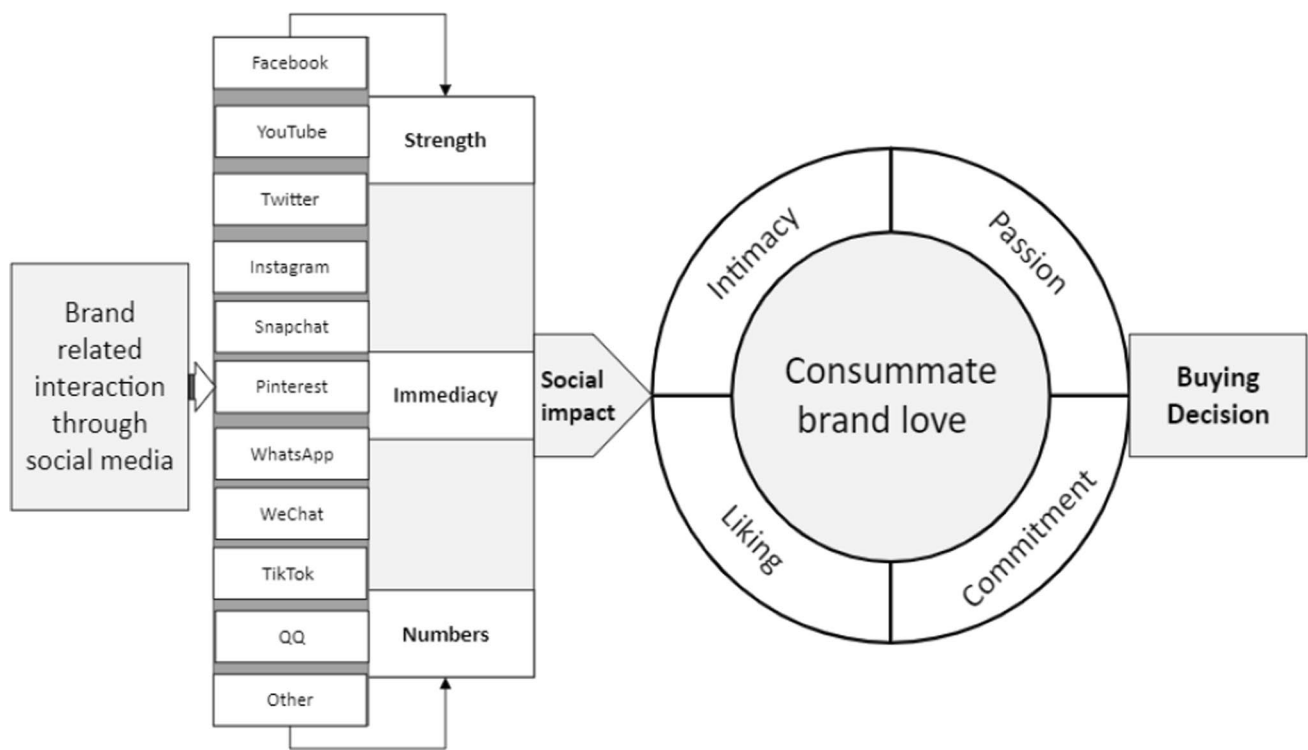 Brand
related
interaction
through
social media
Facebook
YouTube
Twitter
Instagram
Snapchat
Pinterest
WhatsApp
WeChat
TikTok
QQ
Other
Strength
Immediacy
Numbers
Social
impact
Intimacy
Passion
Liking
Commitment
Consummate
brand love
Buying
Decision